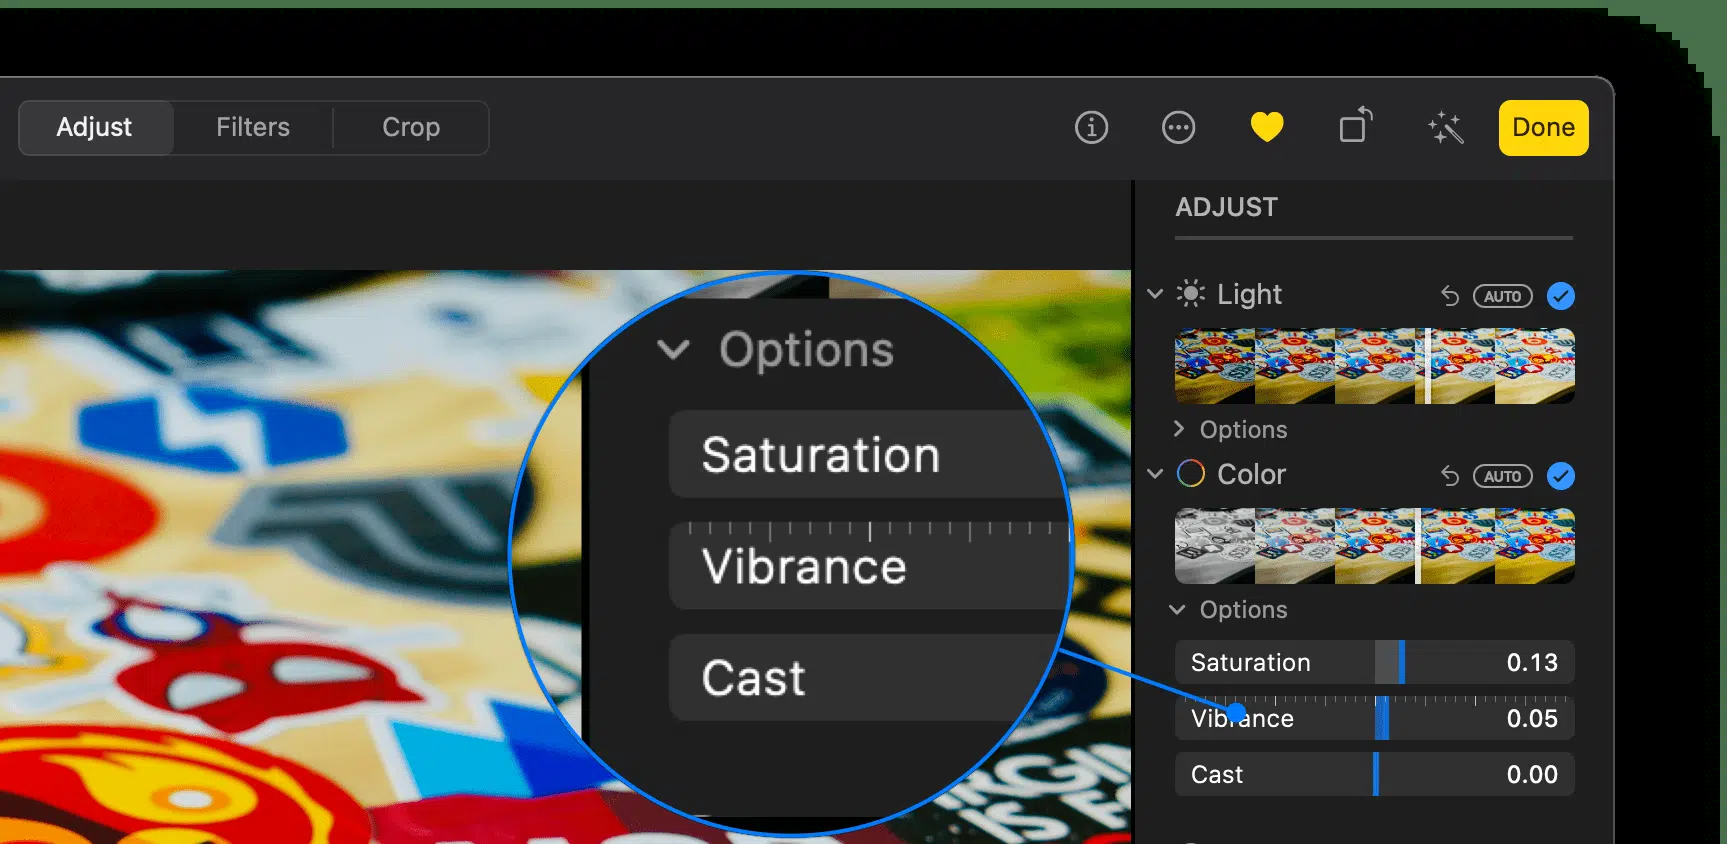 Adjust Filters Crop Done
ADJUST
Light AUTO
Options
Color AUTO
Options
Saturation 0.13
Vibrance 0.05
Cast 0.00
Options
Saturation
Vibrance
Cast
IS